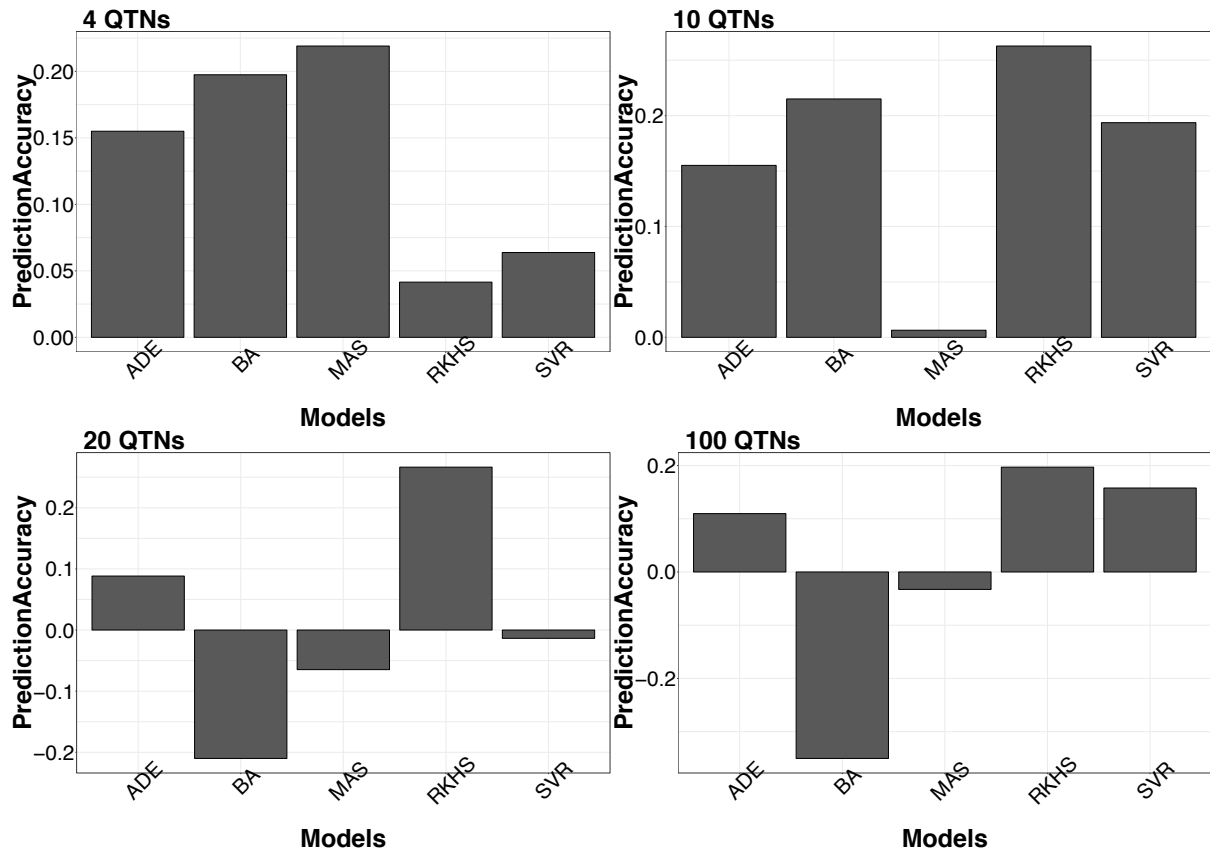 4 QTNs
PredictionAccuracy
0.20
0.15
0.10
0.05
0.00
ADE BA MAS RKHS SVR
Models
10 QTNs
PredictionAccuracy
0.2
0.1
0.0
ADE BA MAS RKHS SVR
Models
20 QTNs
PredictionAccuracy
0.2
0.1
0.0
−0.1
−0.2
ADE BA MAS RKHS SVR
Models
100 QTNs
PredictionAccuracy
0.2
0.0
−0.2
ADE BA MAS RKHS SVR
Models